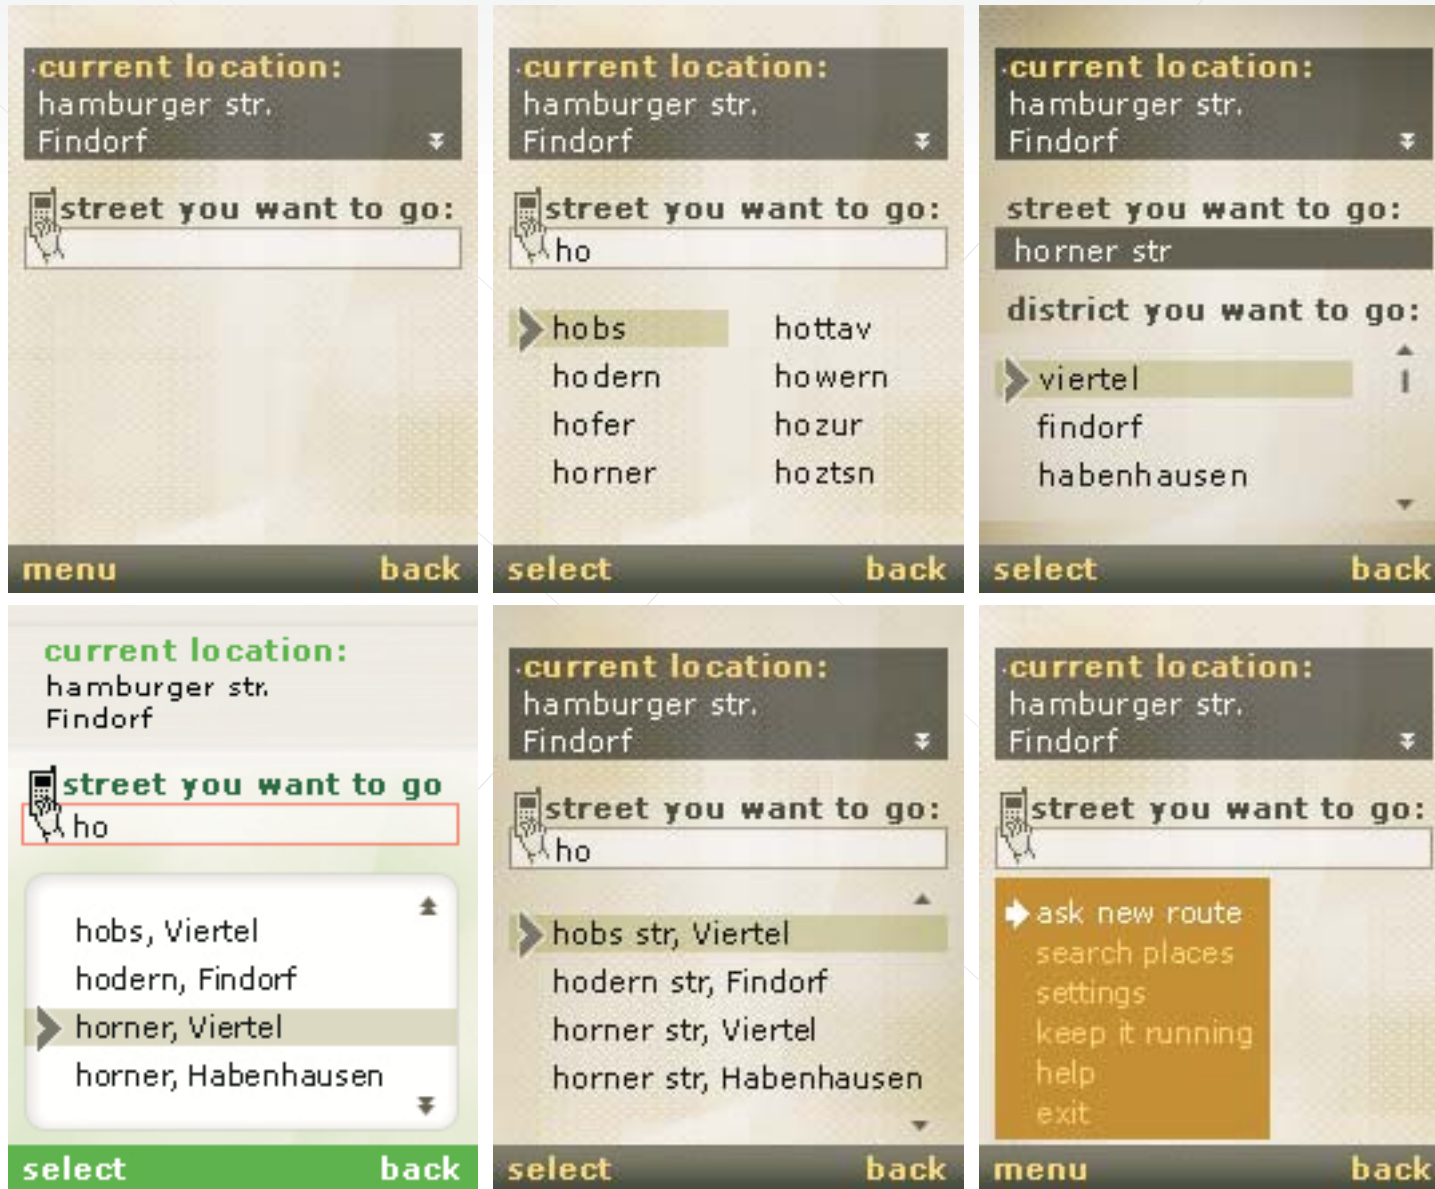 current location:
hamburger str.
Findorf
street you want to go:
menu
back
current location:
hamburger str.
Findorf
street you want to go:
ho
hobs
hottav
hodern
howern
hofer
hozur
horner
hoztsn
select
back
current location:
hamburger str.
Findorf
street you want to go:
horner str
district you want to go:
viertel
findorf
habenhausen
select
back
current location:
hamburger str.
Findorf
street you want to go
ho
hobs, Viertel
hodern, Findorf
horner, Viertel
horner, Habenhausen
select
back
current location:
hamburger str.
Findorf
street you want to go:
ho
hobs str, Viertel
hodern str, Findorf
horner str, Viertel
horner str, Habenhausen
select
back
current location:
hamburger str.
Findorf
street you want to go:
ask new route
search places
settings
keep it running
help
exit
menu
back